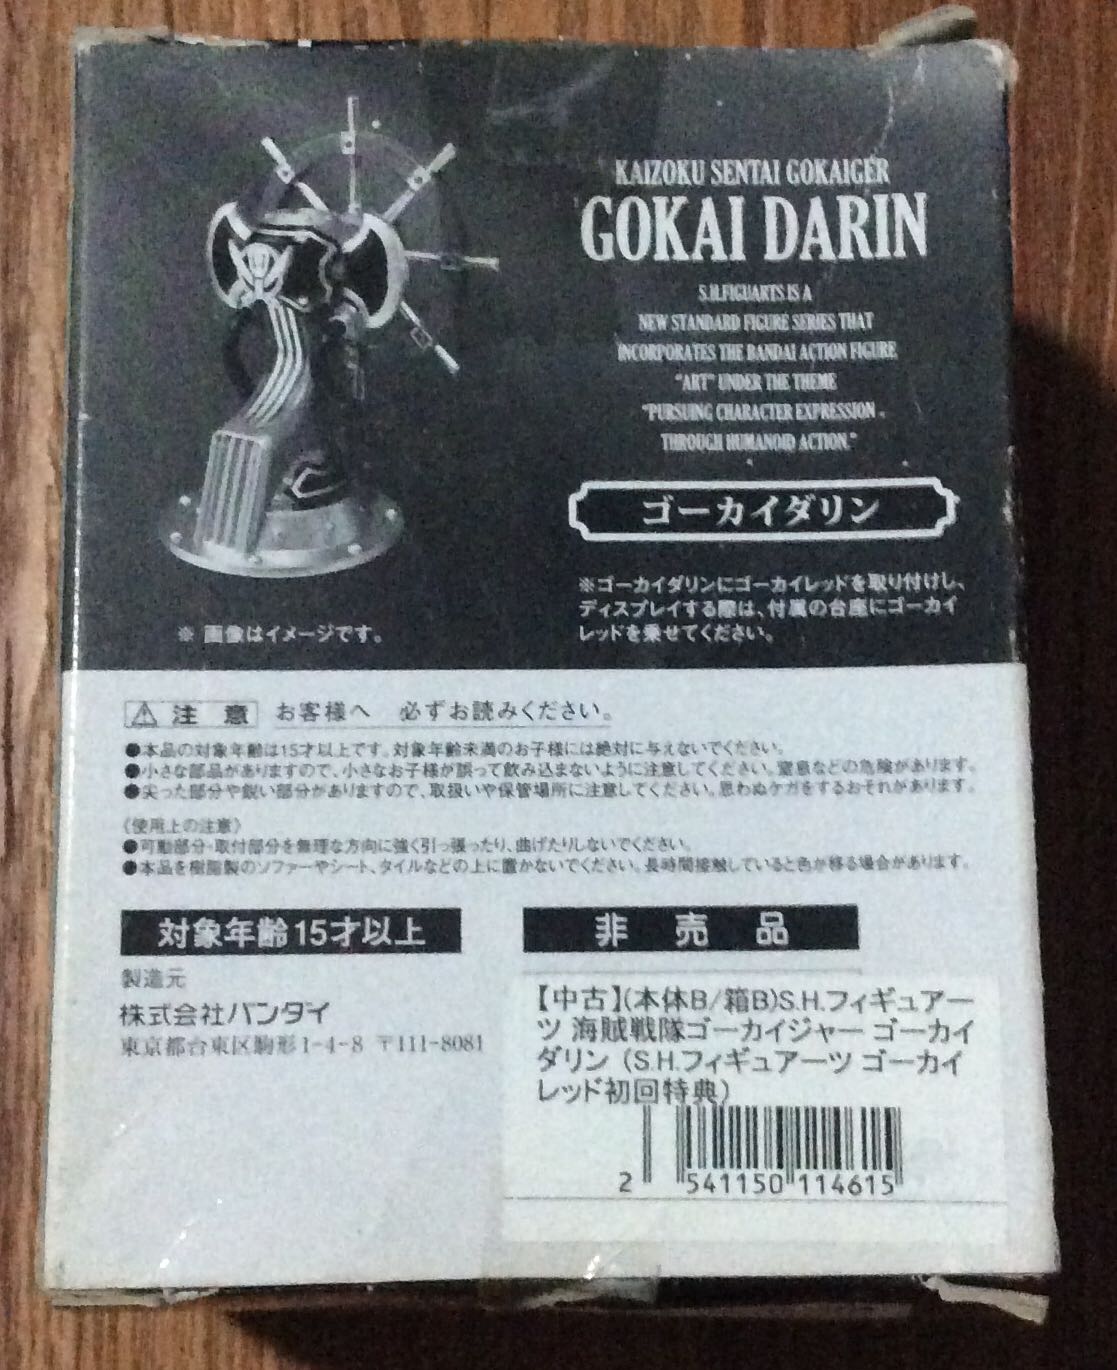 KAIZOKU SENTAI GOKAIGER
GOKAI DARIN
S.H.FIGUARTS IS A
NEW STANDARD FIGURE SERIES THAT
INCORPORATES THE BANDAI ACTION FIGURE
"ART" UNDER THE THEME
"PURSUING CHARACTER EXPRESSION
THROUGH HUMANOID ACTION."
ゴーカイダリン
※ゴーカイダリンにゴーカイレッドを取り付けし、
ディスプレイする際は、付属の台座にゴーカイ
レッドを乗せてください。
※ 画像はイメージです。
⚠ 注 意 お客様へ 必ずお読みください。
●本品の対象年齢は15才以上です。対象年齢未満のお子様には絶対に与えないでください。
●小さな部品がありますので、小さなお子様が誤って飲み込まないように注意してください。窒息などの危険があります。
●尖った部分や鋭い部分がありますので、取扱いや保管場所に注意してください。思わぬケガをするおそれがあります。
〈使用上の注意〉
●可動部分・取付部分を無理な方向に強く引っ張ったり、曲げたりしないでください。
●本品を樹脂製のソファーやシート、タイルなどの上に置かないでください。長時間接触していると色が移る場合があります。
対象年齢15才以上
非 売 品
製造元
株式会社バンダイ
東京都台東区駒形1-4-8 〒111-8081
【中古】(本体B/箱B)S.H.フィギュアー
ツ 海賊戦隊ゴーカイジャー ゴーカイ
ダリン (S.H.フィギュアーツ ゴーカイ
レッド初回特典)
2 541150 114615